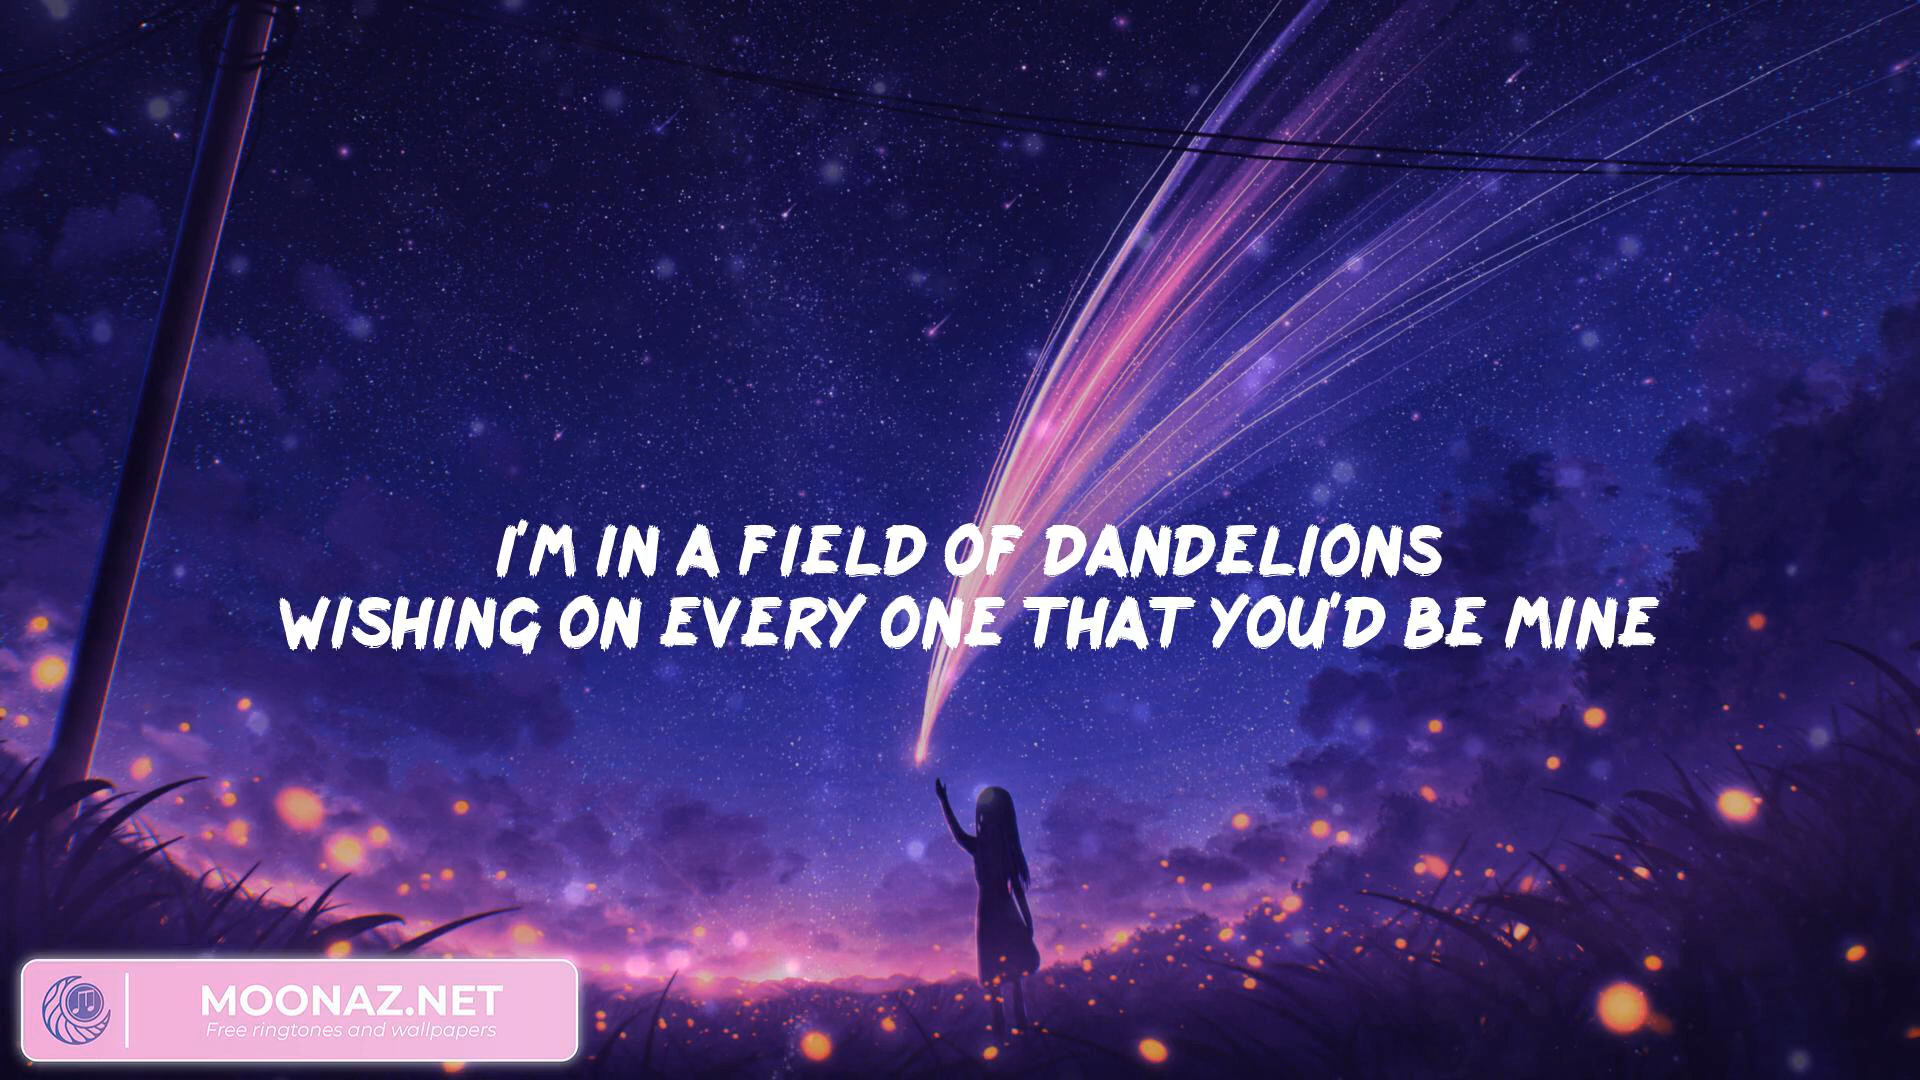 I'M IN A FIELD OF DANDELIONS
WISHING ON EVERY ONE THAT YOU'D BE MINE
MOONAZ.NET
Free ringtones and wallpapers